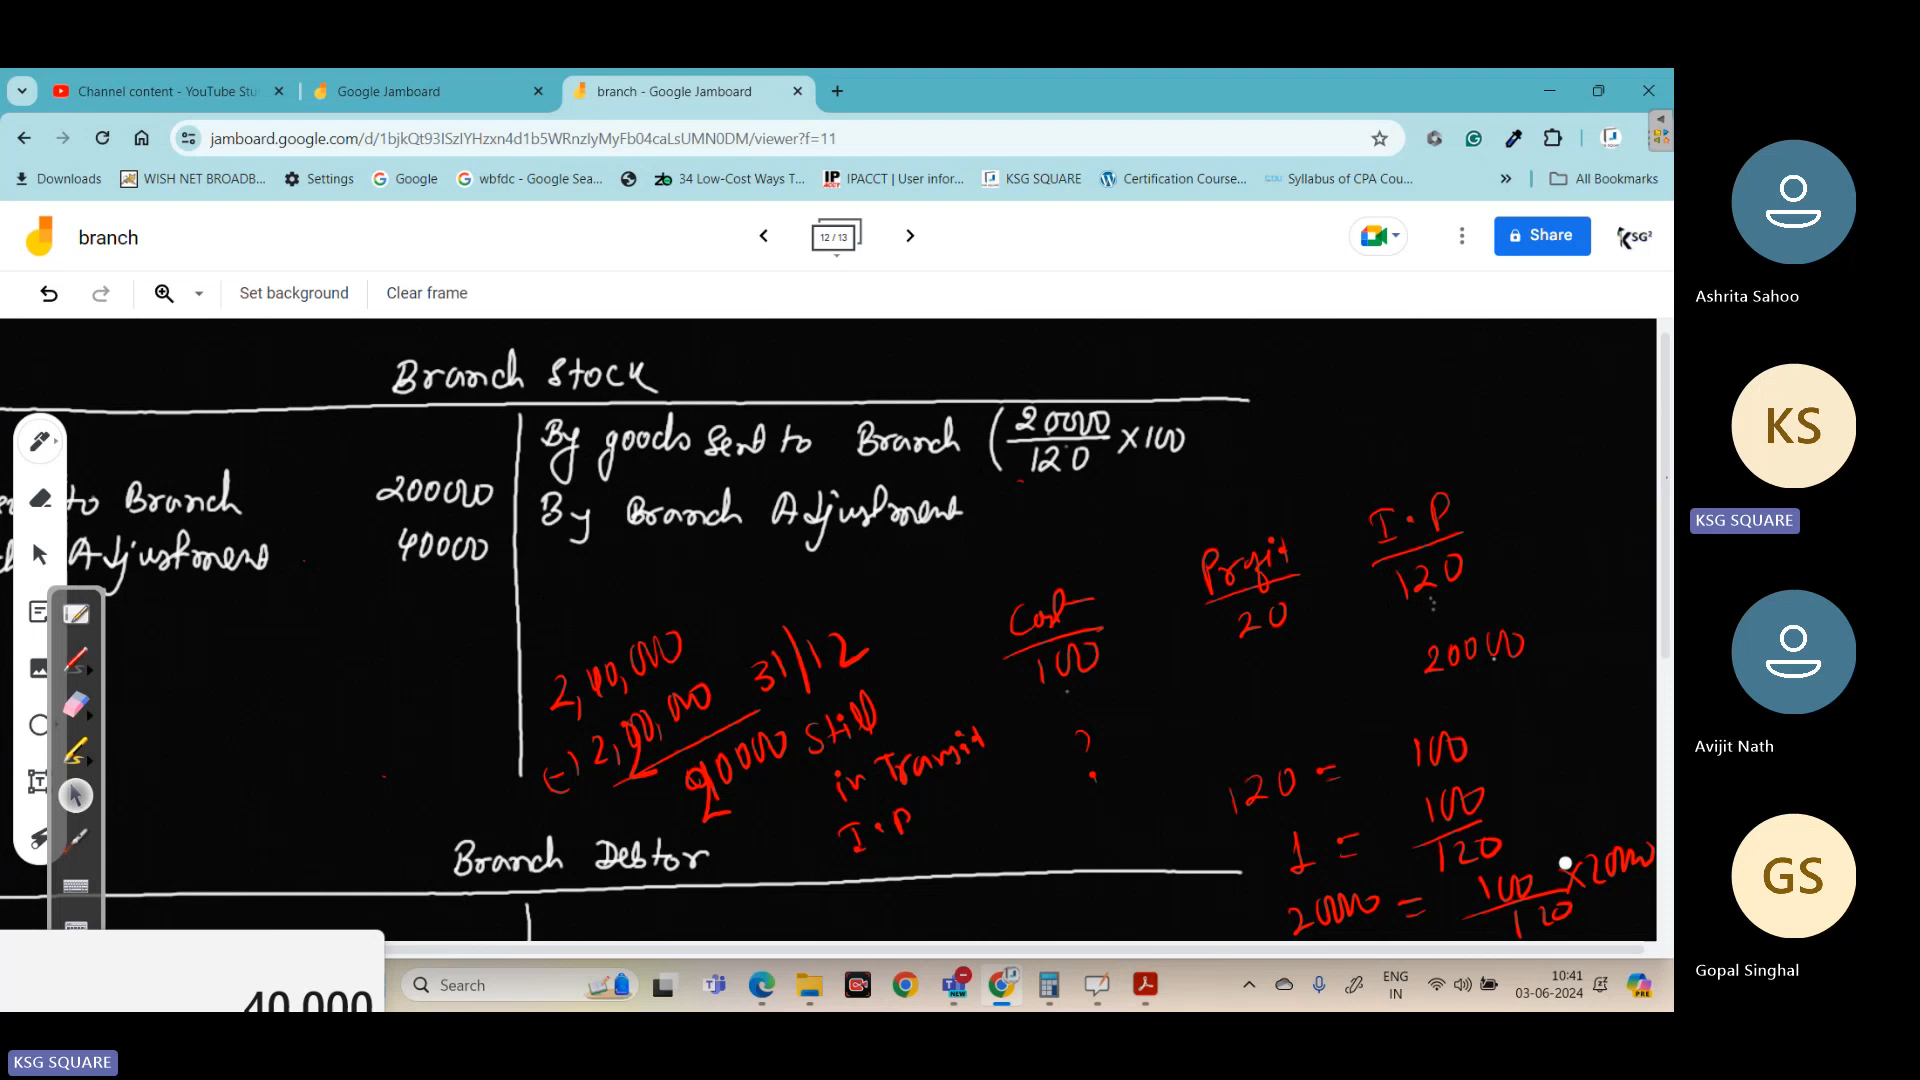 Channel content - YouTube Stu
Google Jamboard
branch - Google Jamboard
jamboard.google.com/d/1bjkQt93ISzIYHzxn4d1b5WRnzlyMyFb04caLsUMN0DM/viewer?f=11
Downloads
WISH NET BROADB...
Settings
Google
wbfdc - Google Sea...
34 Low-Cost Ways T...
IPACCT | User infor...
KSG SQUARE
Certification Course...
Syllabus of CPA Cou...
All Bookmarks
branch
12 / 13
Share
KSG²
Set background
Clear frame
Branch Stock
By goods Sent to Branch (20000/120 ×100
to Branch 200000
By Branch Adjustment
Adjustment 40000
Cost
100
Profit
20
I.P
120
20000
2,40,000
(-) 2,20,000
20000 Still
in Transit
I.P
31/12
?
120 = 100
1 = 100/120
20000 = 100/120 ×20000
Branch Debtor
40,000
Search
ENG
IN
10:41
03-06-2024
Ashrita Sahoo
KS
KSG SQUARE
Avijit Nath
GS
Gopal Singhal
KSG SQUARE